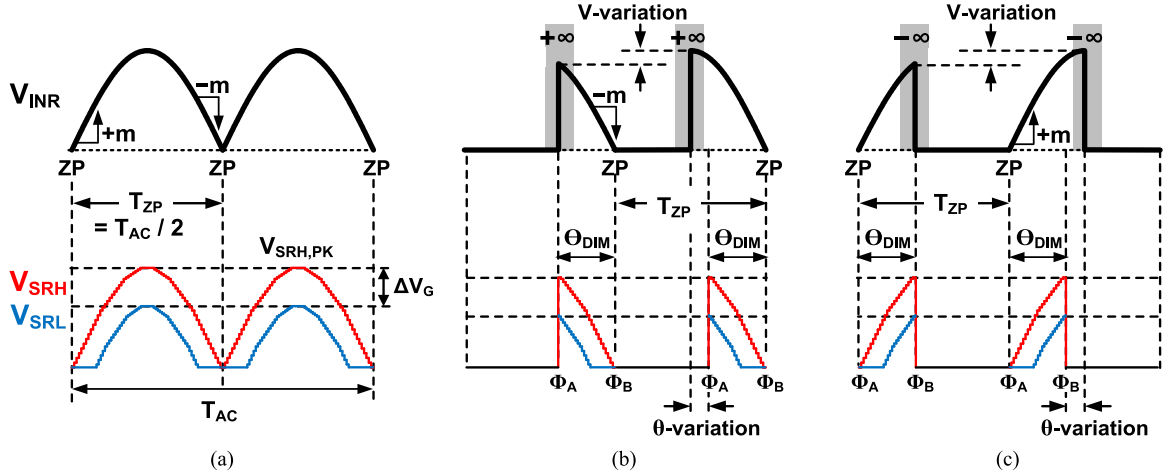 V-variation
V-variation
+∞
+∞
−∞
−∞
V_INR
+m
−m
−m
+m
ZP
ZP
ZP
ZP
ZP
ZP
ZP
T_ZP
= T_AC / 2
T_ZP
T_ZP
V_SRH,PK
Θ_DIM
Θ_DIM
Θ_DIM
Θ_DIM
V_SRH
V_SRL
ΔV_G
Φ_A
Φ_B
Φ_A
Φ_B
Φ_A
Φ_B
Φ_A
Φ_B
T_AC
θ-variation
θ-variation
(a)
(b)
(c)